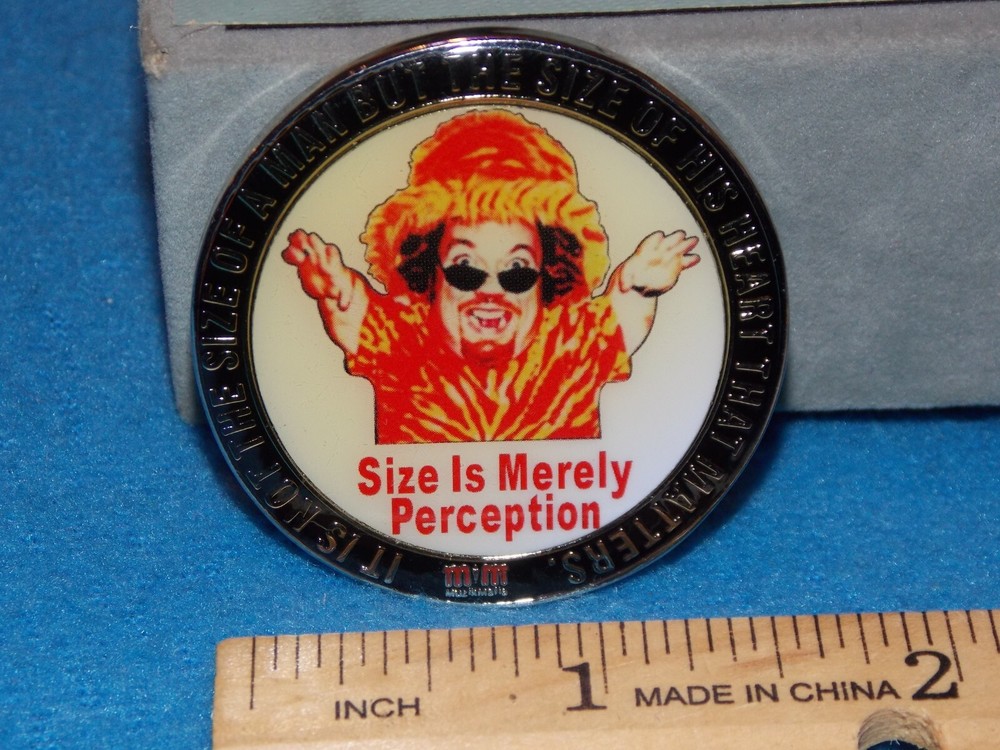 IT IS NOT THE SIZE OF A MAN BUT THE SIZE OF HIS HEART THAT MATTERS.
Size Is Merely
Perception
m m
INCH 1 MADE IN CHINA 2